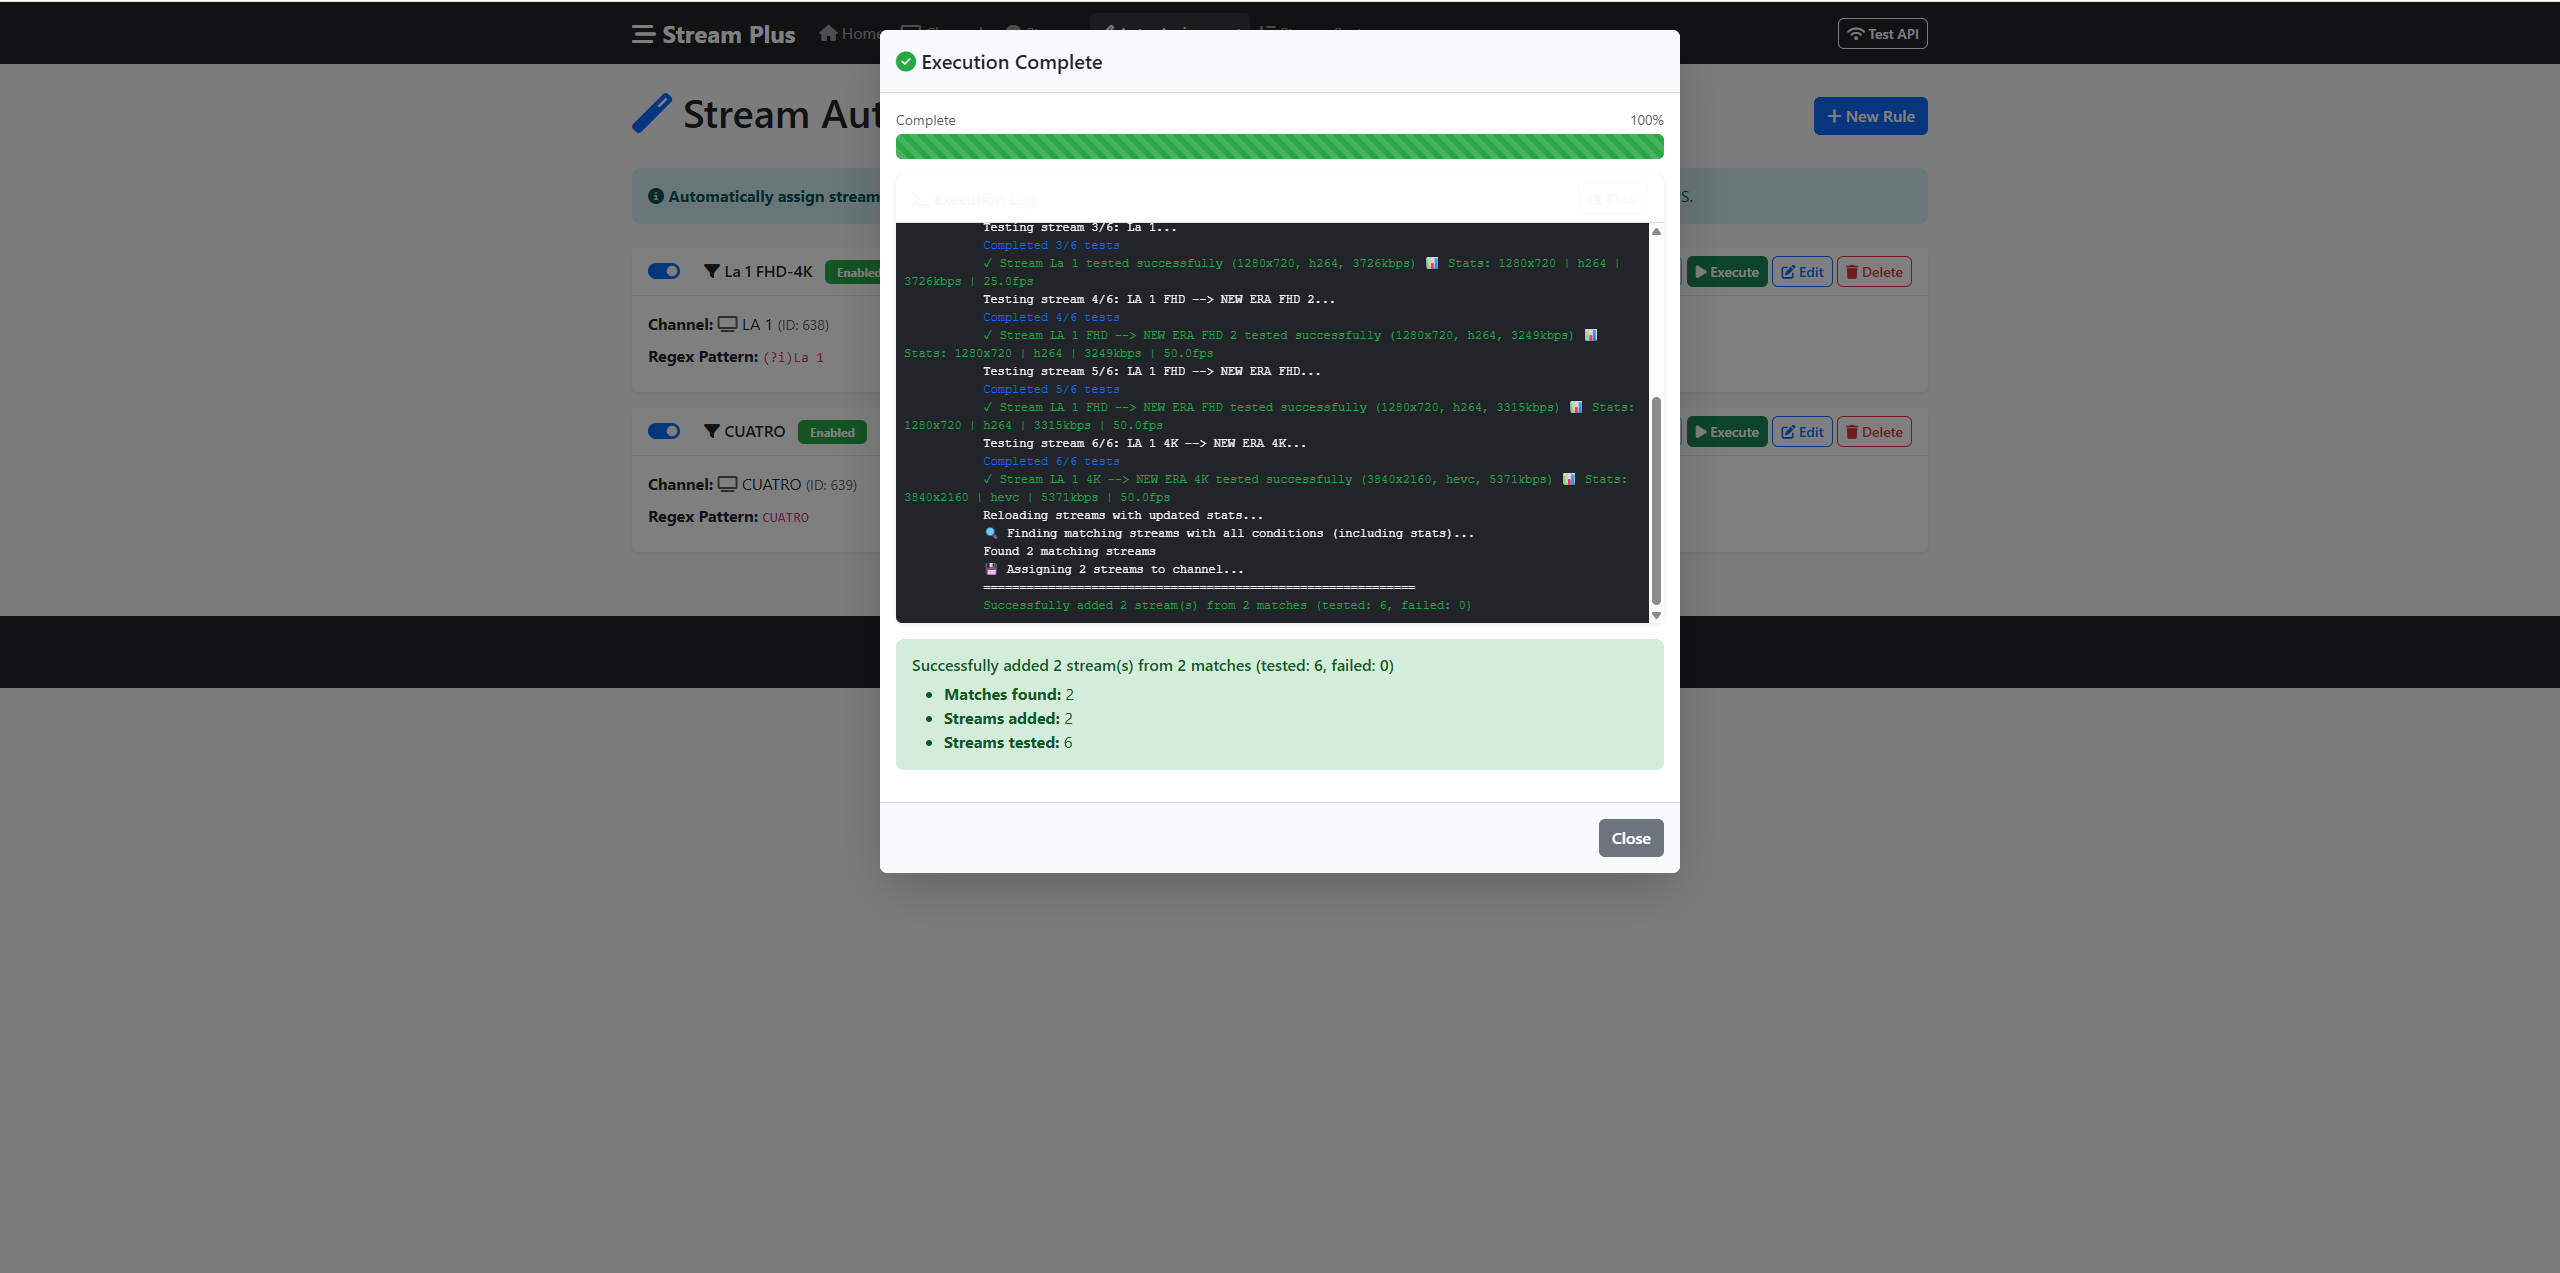 Stream Plus
Home
Test API
Execution Complete
Stream Aut
New Rule
Complete
100%
Automatically assign stream
S.
Execution Log
Clear
Testing stream 3/6: La 1...
Completed 3/6 tests
✓ Stream La 1 tested successfully (1280x720, h264, 3726kbps) 📊 Stats: 1280x720 | h264 |
3726kbps | 25.0fps
Testing stream 4/6: LA 1 FHD --> NEW ERA FHD 2...
Completed 4/6 tests
✓ Stream LA 1 FHD --> NEW ERA FHD 2 tested successfully (1280x720, h264, 3249kbps) 📊
Stats: 1280x720 | h264 | 3249kbps | 50.0fps
Testing stream 5/6: LA 1 FHD --> NEW ERA FHD...
Completed 5/6 tests
✓ Stream LA 1 FHD --> NEW ERA FHD tested successfully (1280x720, h264, 3315kbps) 📊 Stats:
1280x720 | h264 | 3315kbps | 50.0fps
Testing stream 6/6: LA 1 4K --> NEW ERA 4K...
Completed 6/6 tests
✓ Stream LA 1 4K --> NEW ERA 4K tested successfully (3840x2160, hevc, 5371kbps) 📊 Stats:
3840x2160 | hevc | 5371kbps | 50.0fps
Reloading streams with updated stats...
🔍 Finding matching streams with all conditions (including stats)...
Found 2 matching streams
💾 Assigning 2 streams to channel...
============================================================
Successfully added 2 stream(s) from 2 matches (tested: 6, failed: 0)
La 1 FHD-4K Enabled
Execute Edit Delete
Channel: LA 1 (ID: 638)
Regex Pattern: (?i)La 1
CUATRO Enabled
Execute Edit Delete
Channel: CUATRO (ID: 639)
Regex Pattern: CUATRO
Successfully added 2 stream(s) from 2 matches (tested: 6, failed: 0)
• Matches found: 2
• Streams added: 2
• Streams tested: 6
Close